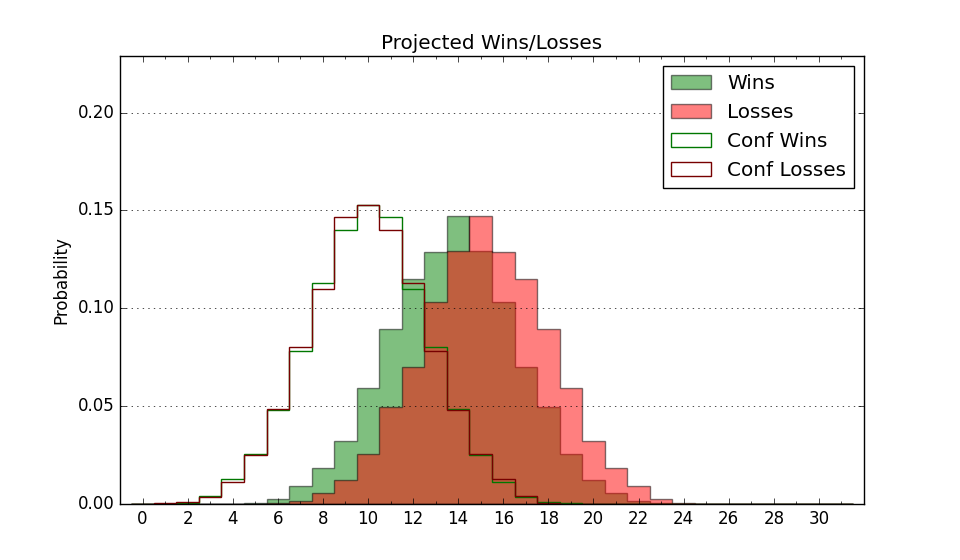 Projected Wins/Losses
Wins
Losses
Conf Wins
Conf Losses
Probability
0.20
0.15
0.10
0.05
0.00
0 2 4 6 8 10 12 14 16 18 20 22 24 26 28 30